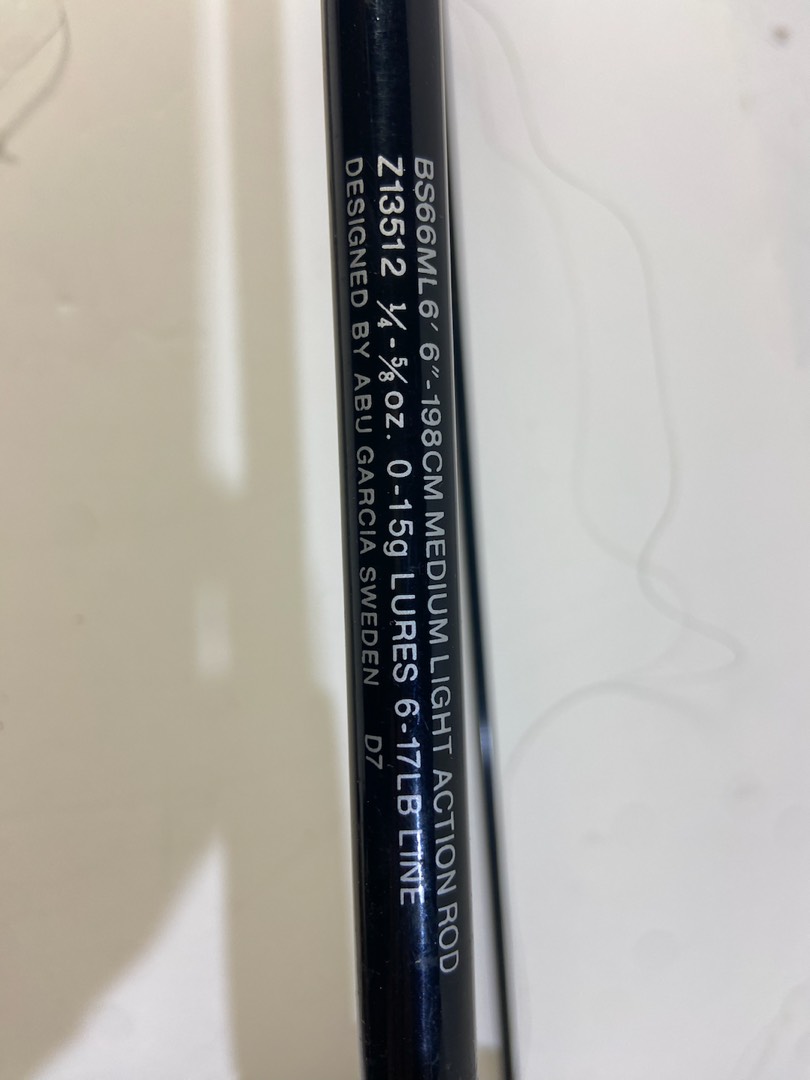 BS66ML 6' 6"-198CM MEDIUM LIGHT ACTION ROD
Z13512 ¼-⅝ oz. 0-15g LURES 6-17LB LINE
DESIGNED BY ABU GARCIA SWEDEN D7